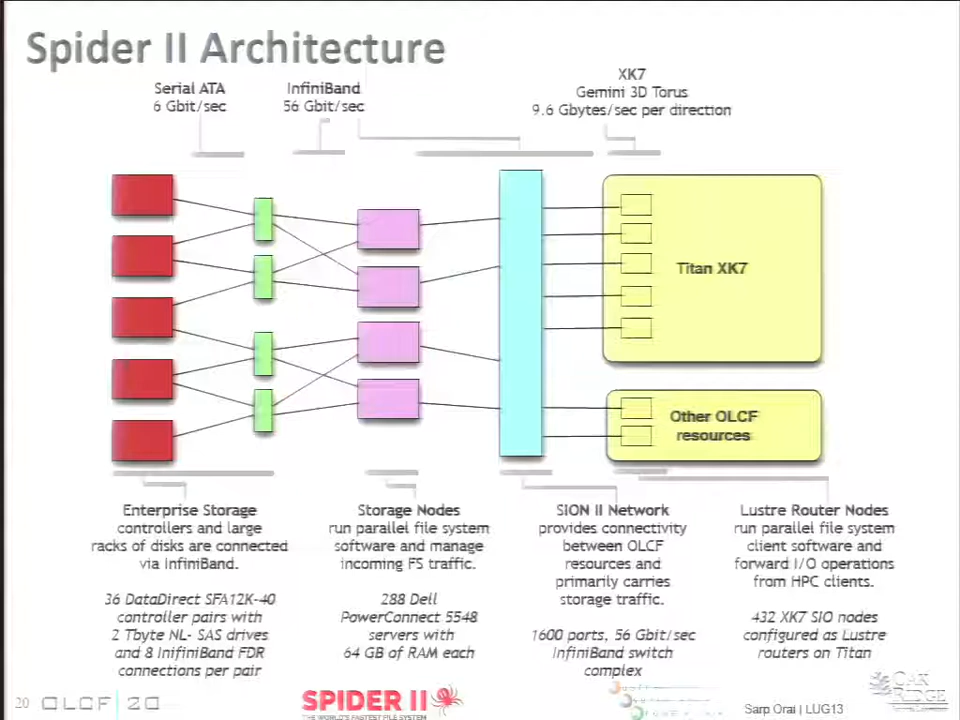 Spider II Architecture
Serial ATA
6 Gbit/sec
InfiniBand
56 Gbit/sec
XK7
Gemini 3D Torus
9.6 Gbytes/sec per direction
Titan XK7
Other OLCF
resources
Enterprise Storage
controllers and large
racks of disks are connected
via InfiniBand.
36 DataDirect SFA12K-40
controller pairs with
2 Tbyte NL- SAS drives
and 8 InifiniBand FDR
connections per pair
Storage Nodes
run parallel file system
software and manage
incoming FS traffic.
288 Dell
PowerConnect 5548
servers with
64 GB of RAM each
SION II Network
provides connectivity
between OLCF
resources and
primarily carries
storage traffic.
1600 ports, 56 Gbit/sec
InfiniBand switch
complex
Lustre Router Nodes
run parallel file system
client software and
forward I/O operations
from HPC clients.
432 XK7 SIO nodes
configured as Lustre
routers on Titan
20 OLCF 20
SPIDER II
THE WORLD'S FASTEST FILE SYSTEM
Sarp Oral | LUG13
OAK
RIDGE